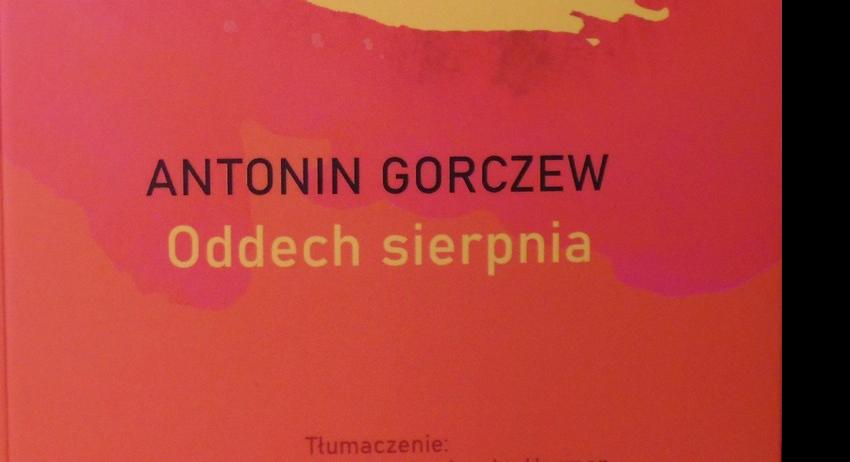 ANTONIN GORCZEW
Oddech sierpnia
Tłumaczenie: